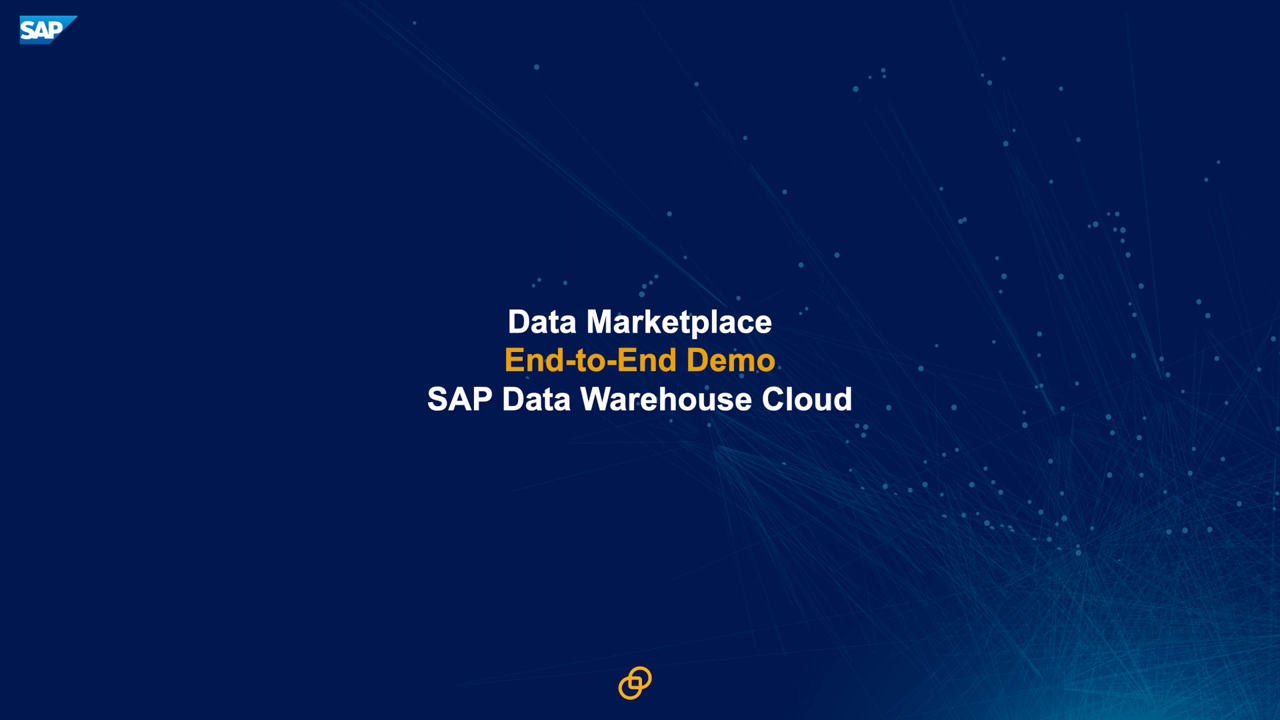 SAP
Data Marketplace
End-to-End Demo
SAP Data Warehouse Cloud